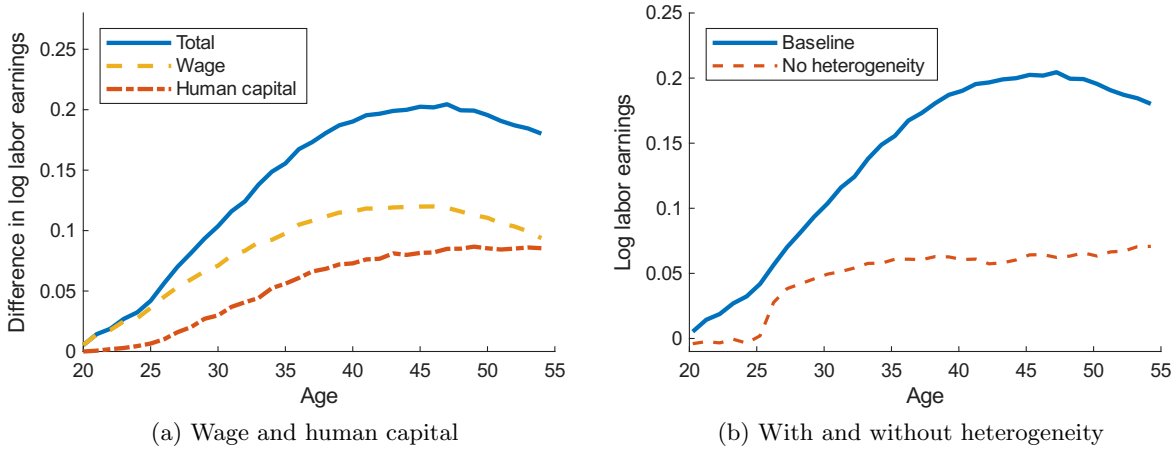 Difference in log labor earnings
0.25
0.2
0.15
0.1
0.05
0
Total
Wage
Human capital
20 25 30 35 40 45 50 55
Age
(a) Wage and human capital
Log labor earnings
0.25
0.2
0.15
0.1
0.05
0
Baseline
No heterogeneity
20 25 30 35 40 45 50 55
Age
(b) With and without heterogeneity